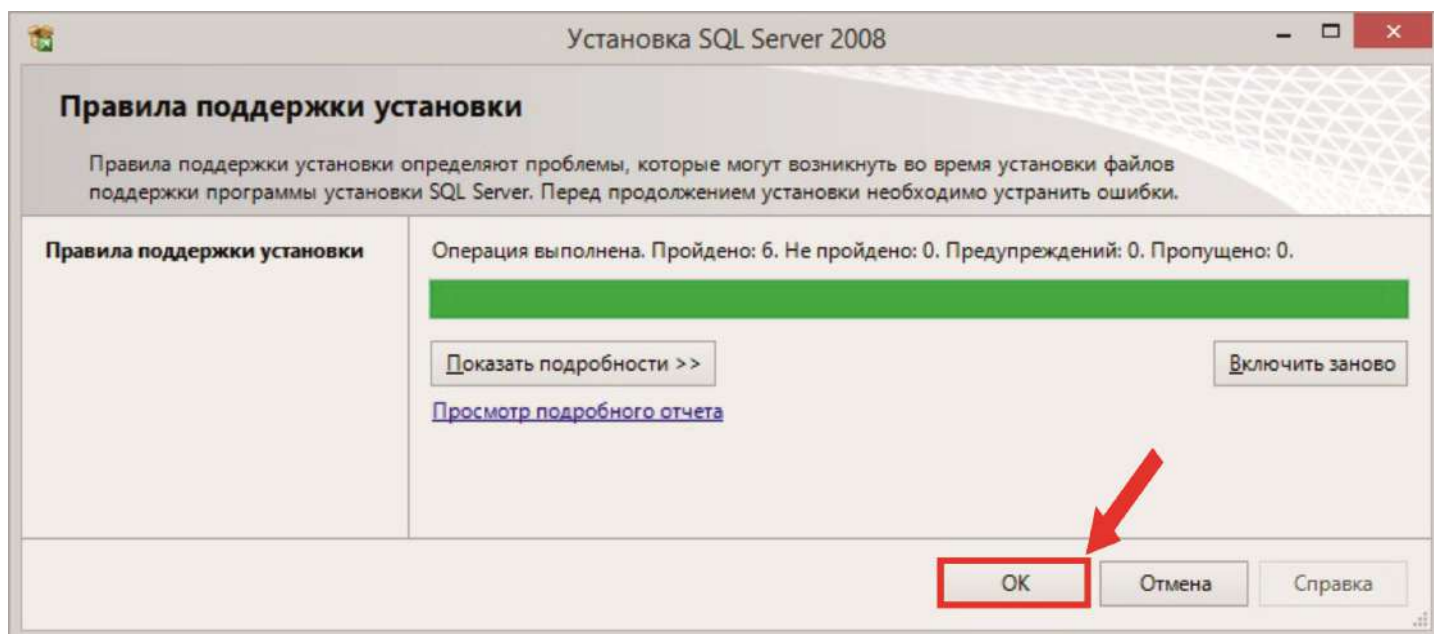 Установка SQL Server 2008
Правила поддержки установки
Правила поддержки установки определяют проблемы, которые могут возникнуть во время установки файлов
поддержки программы установки SQL Server. Перед продолжением установки необходимо устранить ошибки.
Правила поддержки установки
Операция выполнена. Пройдено: 6. Не пройдено: 0. Предупреждений: 0. Пропущено: 0.
Показать подробности >>
Включить заново
Просмотр подробного отчета
ОК
Отмена
Справка